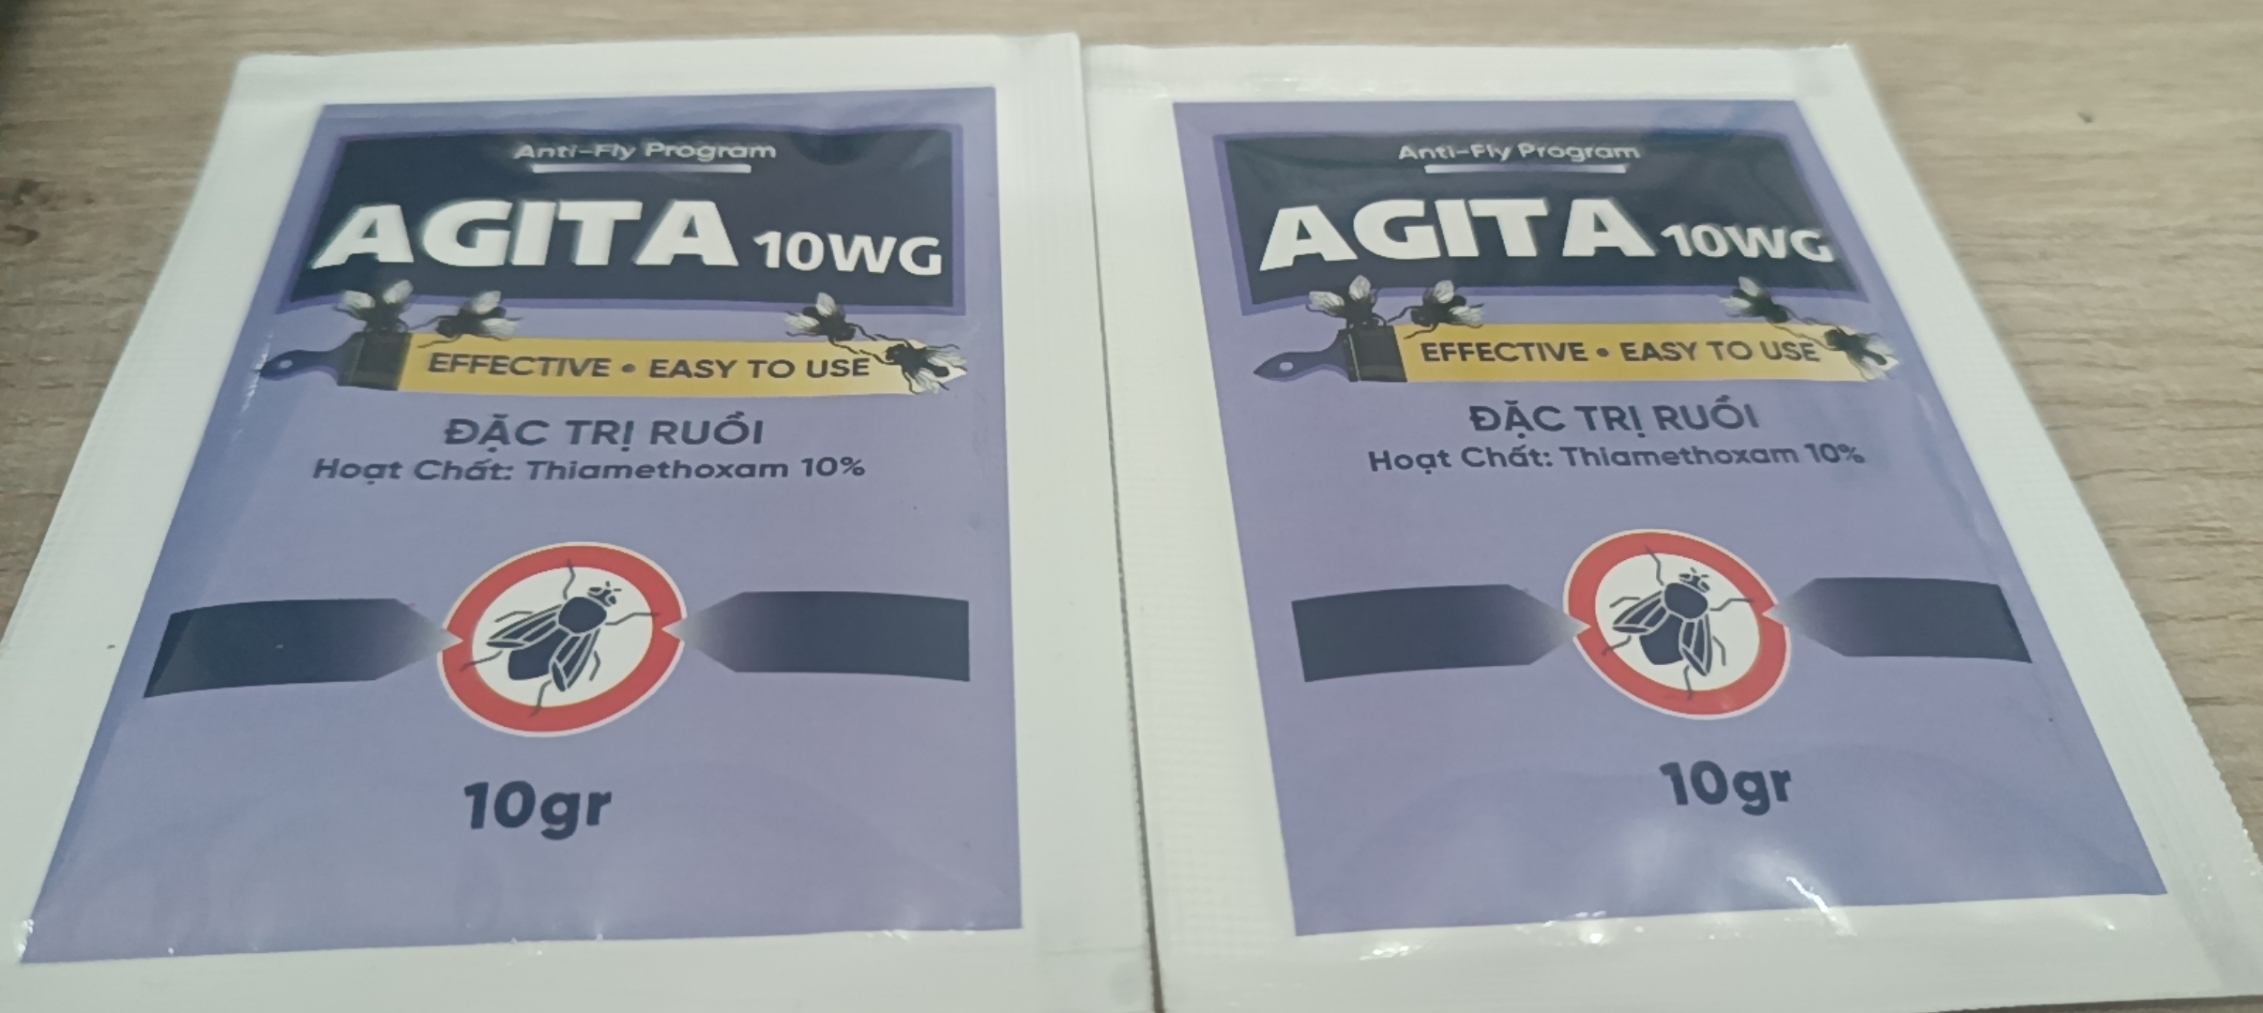 Anti-Fly Program
AGITA 10WG
EFFECTIVE • EASY TO USE
ĐẶC TRỊ RUỒI
Hoạt Chất: Thiamethoxam 10%
10gr
Anti-Fly Program
AGITA 10WG
EFFECTIVE • EASY TO USE
ĐẶC TRỊ RUỒI
Hoạt Chất: Thiamethoxam 10%
10gr